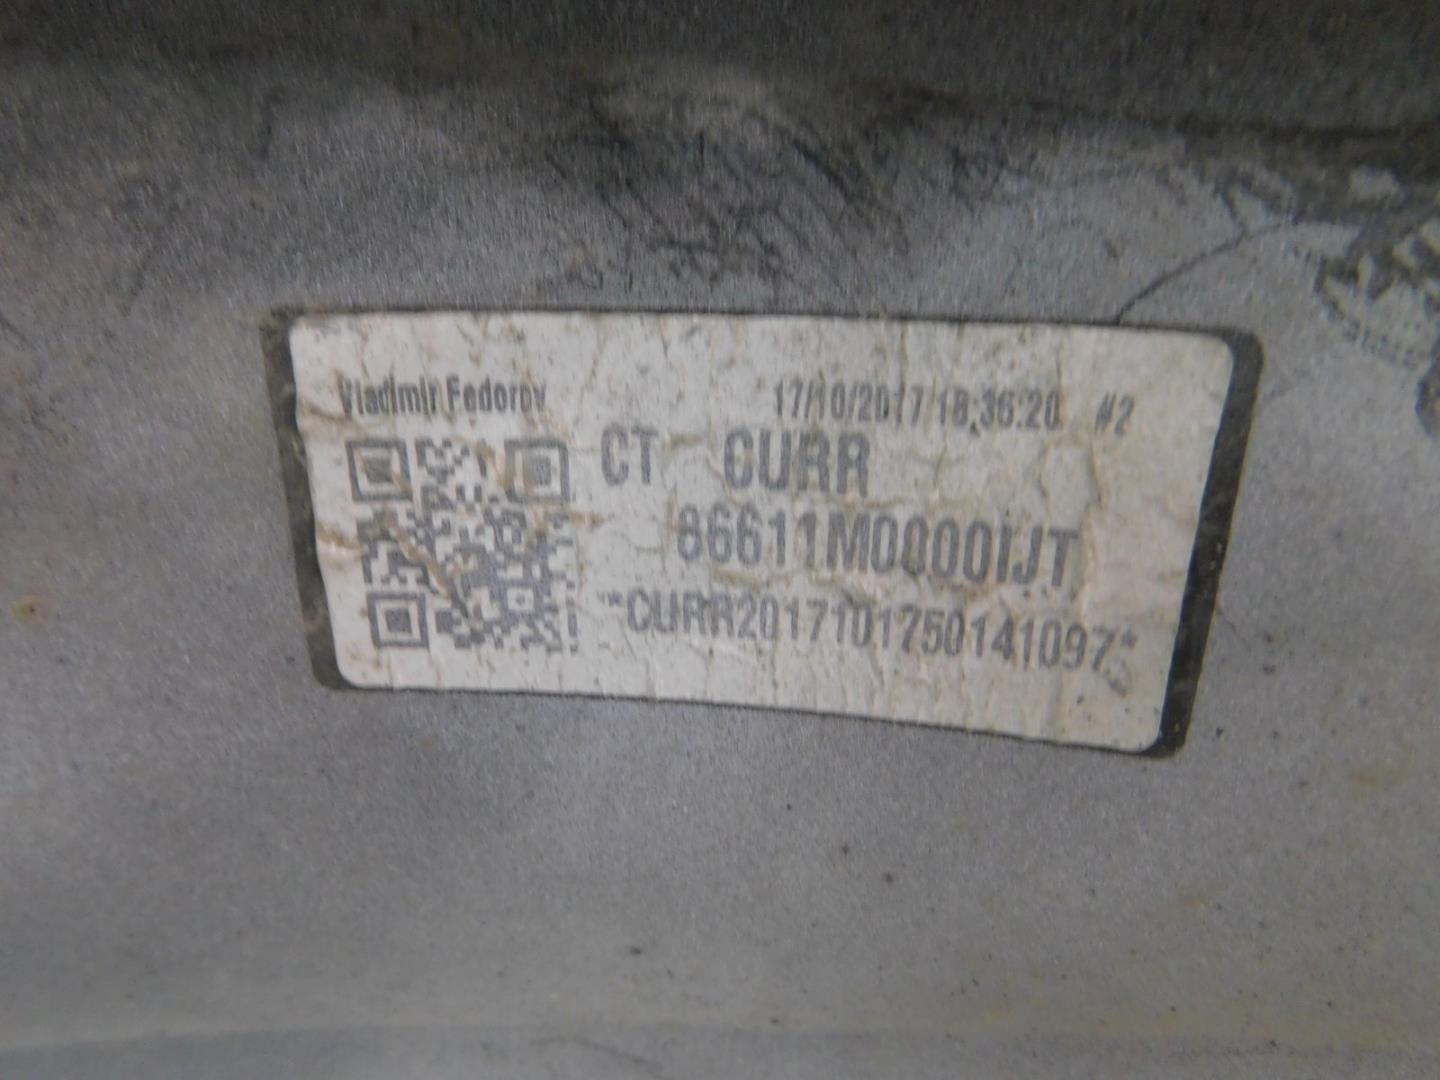 Vladimir Fedorov 17/10/2017 18:36:20 #2
CT CURR
86611M0000IJT
*CURR2017101750141097*